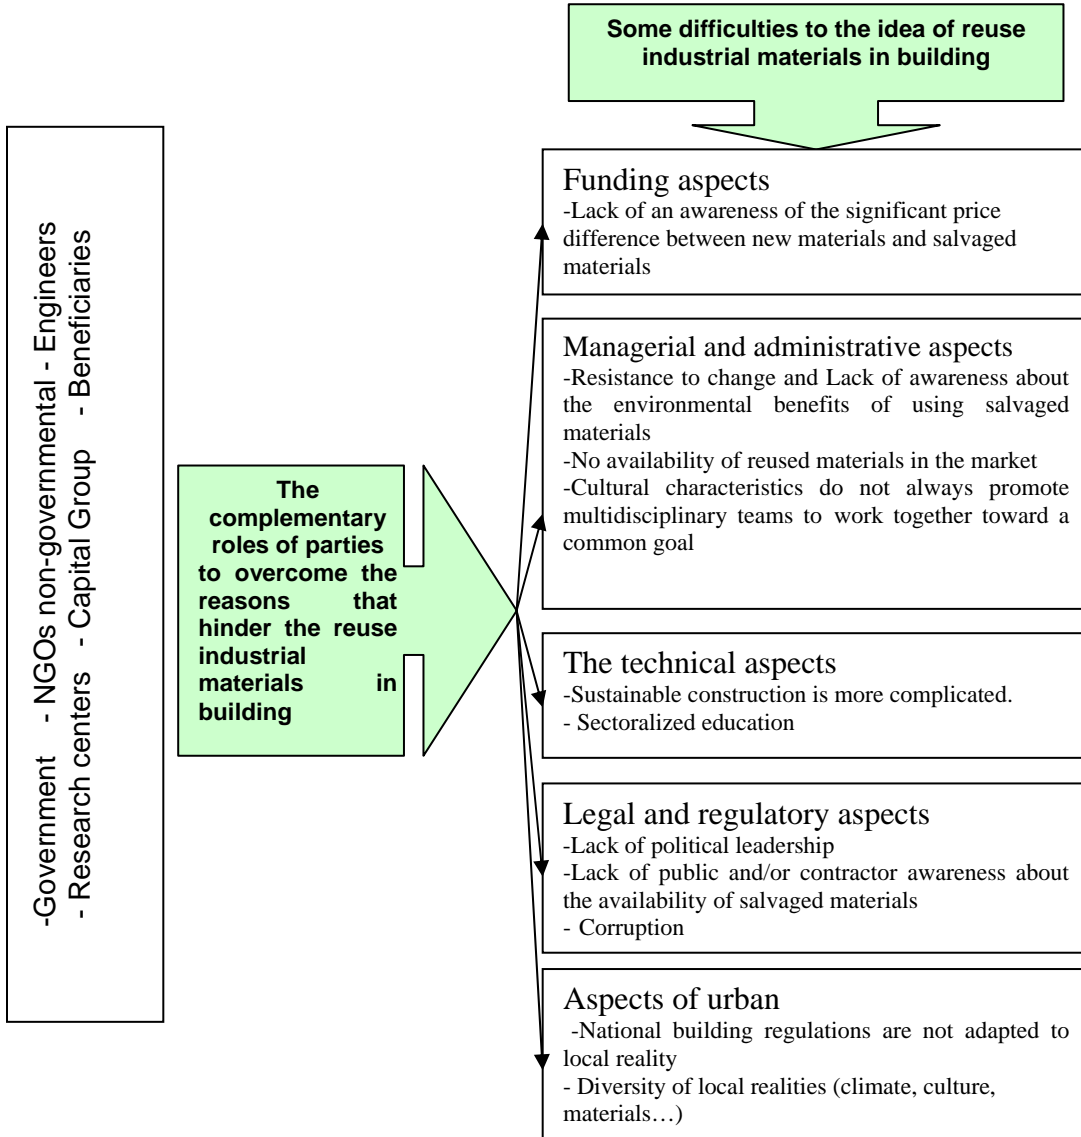 Some difficulties to the idea of reuse
industrial materials in building
-Government - NGOs non-governmental - Engineers
- Research centers - Capital Group - Beneficiaries
The
complementary
roles of parties
to overcome the
reasons that
hinder the reuse
industrial
materials in
building
Funding aspects
-Lack of an awareness of the significant price
difference between new materials and salvaged
materials
Managerial and administrative aspects
-Resistance to change and Lack of awareness about
the environmental benefits of using salvaged
materials
-No availability of reused materials in the market
-Cultural characteristics do not always promote
multidisciplinary teams to work together toward a
common goal
The technical aspects
-Sustainable construction is more complicated.
- Sectoralized education
Legal and regulatory aspects
-Lack of political leadership
-Lack of public and/or contractor awareness about
the availability of salvaged materials
- Corruption
Aspects of urban
-National building regulations are not adapted to
local reality
- Diversity of local realities (climate, culture,
materials…)